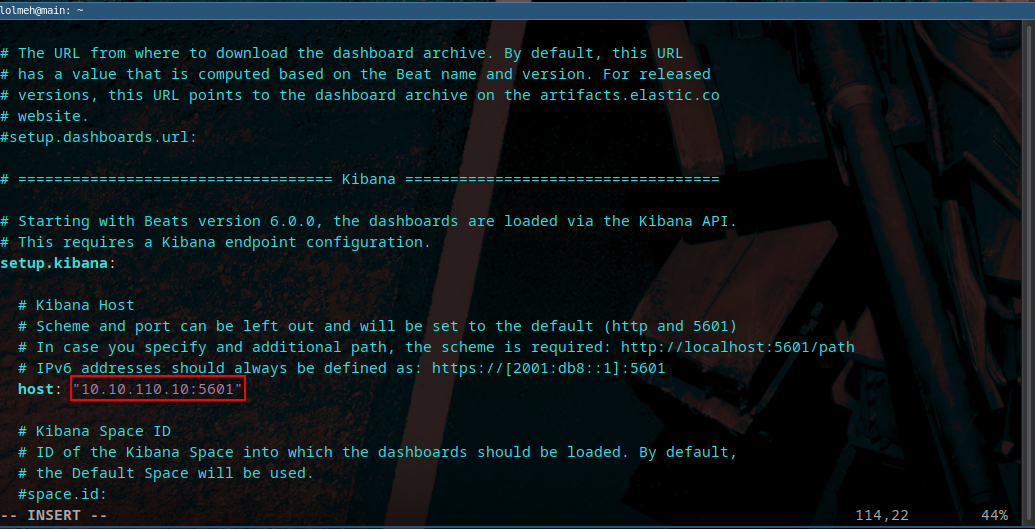 lolmeh@main: ~
# The URL from where to download the dashboard archive. By default, this URL
# has a value that is computed based on the Beat name and version. For released
# versions, this URL points to the dashboard archive on the artifacts.elastic.co
# website.
#setup.dashboards.url:
# =================================== Kibana ===================================
# Starting with Beats version 6.0.0, the dashboards are loaded via the Kibana API.
# This requires a Kibana endpoint configuration.
setup.kibana:
# Kibana Host
# Scheme and port can be left out and will be set to the default (http and 5601)
# In case you specify and additional path, the scheme is required: http://localhost:5601/path
# IPv6 addresses should always be defined as: https://[2001:db8::1]:5601
host: "10.10.110.10:5601"
# Kibana Space ID
# ID of the Kibana Space into which the dashboards should be loaded. By default,
# the Default Space will be used.
#space.id:
-- INSERT -- 114,22 44%